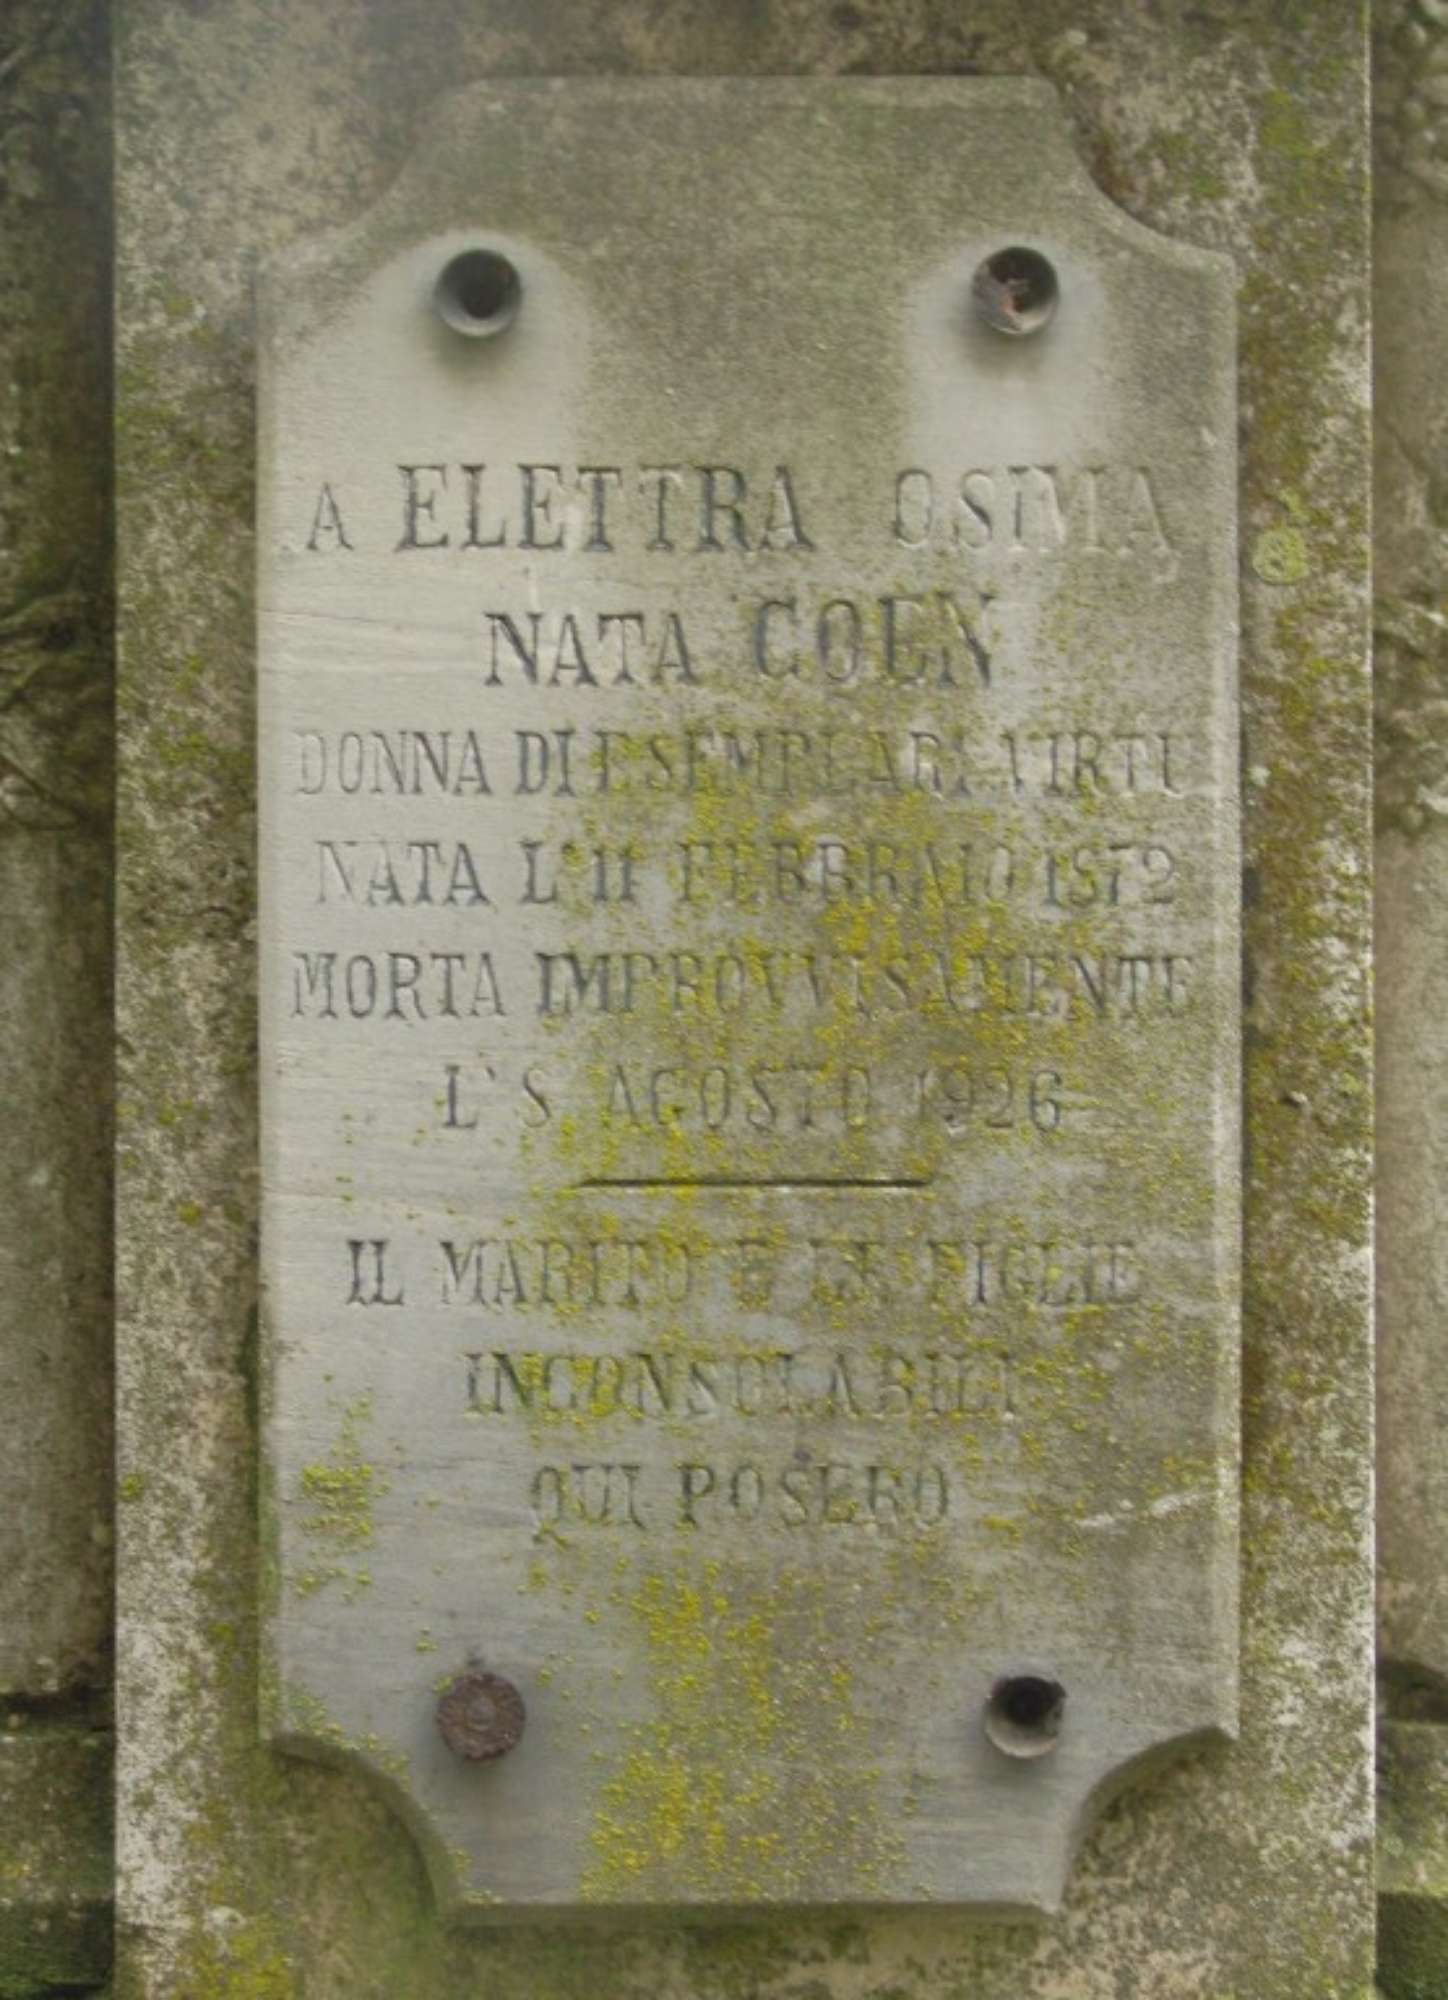 A ELETTRA OSIMA
NATA COEN
DONNA DI ESEMPLARI VIRTU
NATA L'11 FEBBRAIO 1872
MORTA IMPROVVISAMENTE
L'8 AGOSTO 1926
IL MARITO E LE FIGLIE
INCONSOLABILI
QUI POSERO